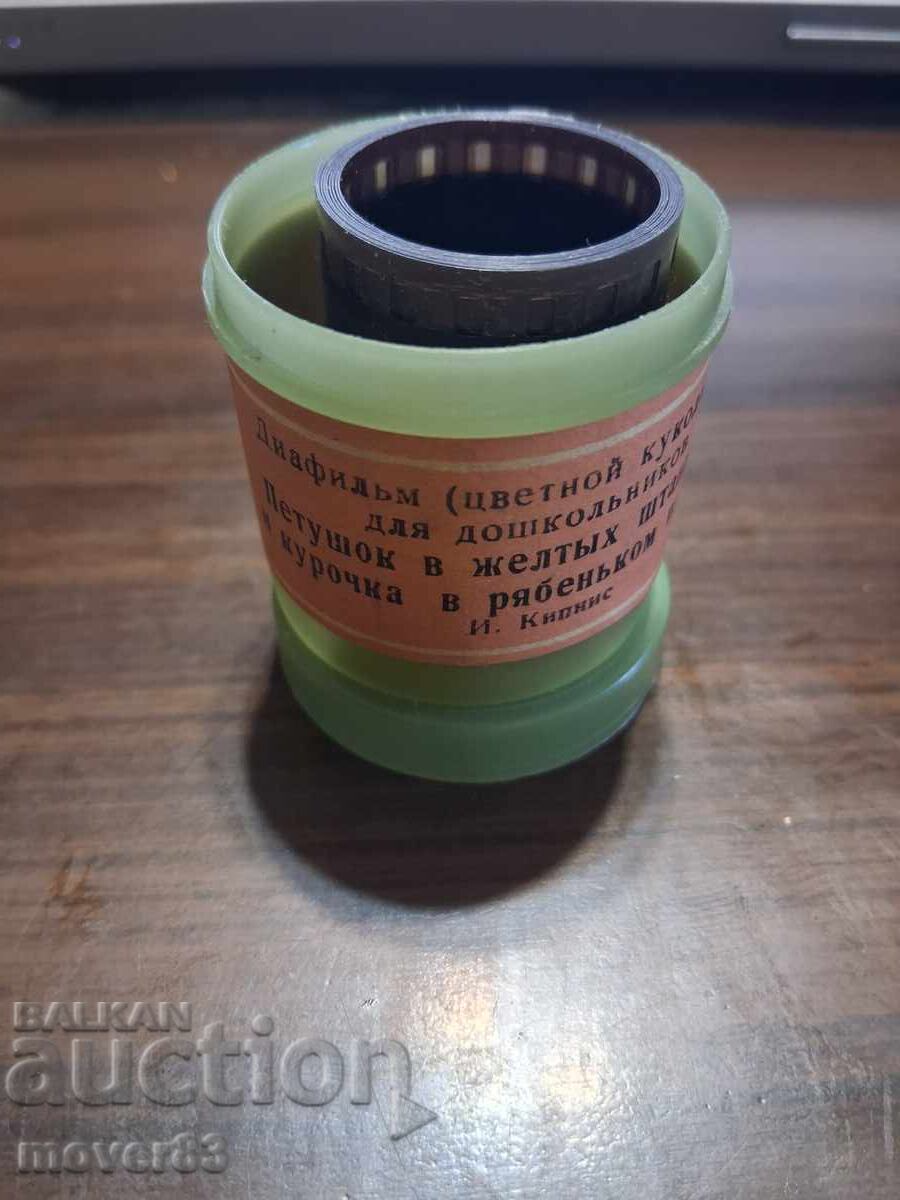 Диафильм (цветной
для дошкольников
Петушок в желтых
и курочка в рябеньком
И. Кипнис
BALKAN
auction
mover83